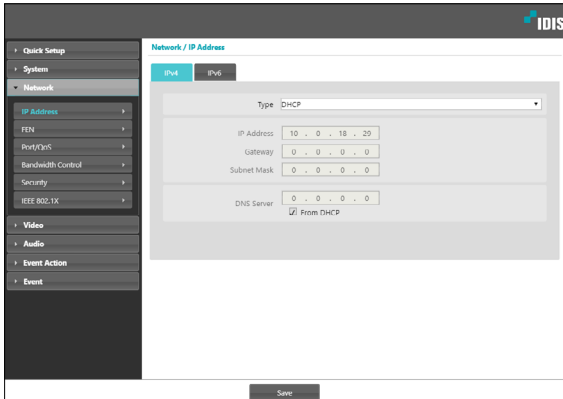 IDIS
Quick Setup
System
Network
IP Address
FEN
Port/QoS
Bandwidth Control
Security
IEEE 802.1X
Video
Audio
Event Action
Event
Network / IP Address
IPv4 IPv6
Type DHCP
IP Address 10 . 0 . 18 . 29
Gateway 0 . 0 . 0 . 0
Subnet Mask 0 . 0 . 0 . 0
DNS Server 0 . 0 . 0 . 0
From DHCP
Save